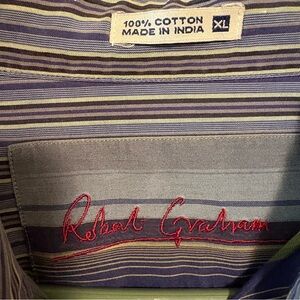 100% COTTON
MADE IN INDIA XL
Robert Graham